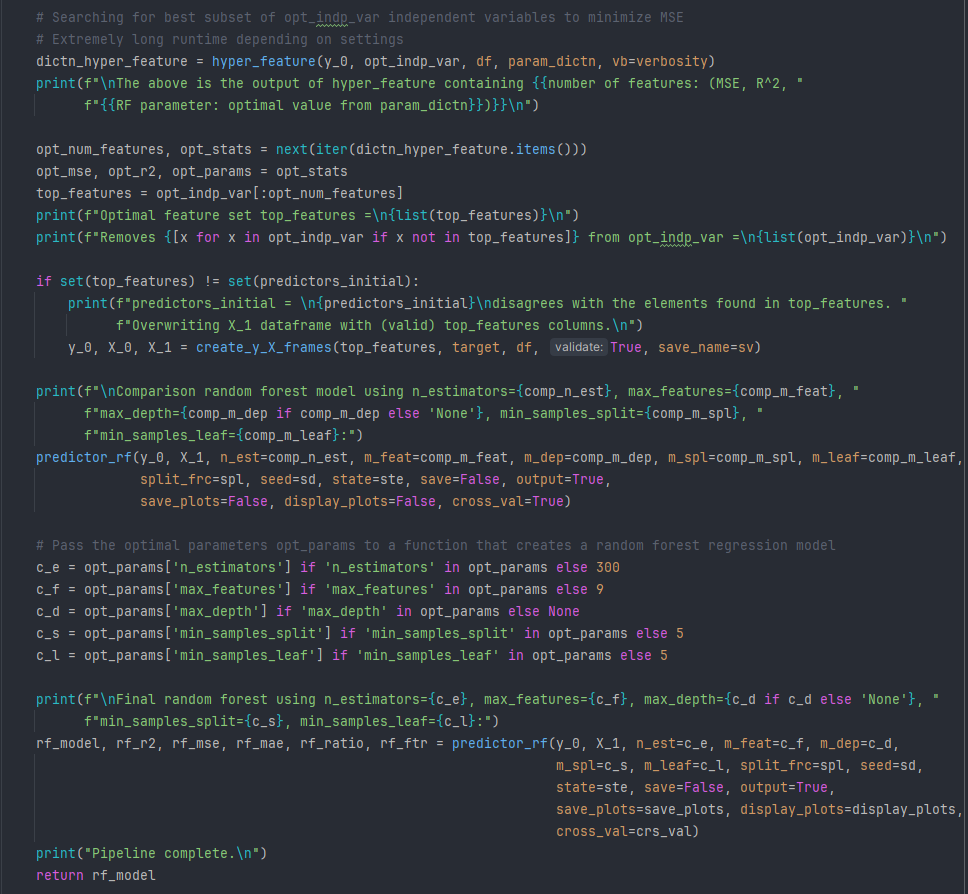 # Searching for best subset of opt_indp_var independent variables to minimize MSE
# Extremely long runtime depending on settings
dictn_hyper_feature = hyper_feature(y_0, opt_indp_var, df, param_dictn, vb=verbosity)
print(f"\nThe above is the output of hyper_feature containing {{number of features: (MSE, R^2, "
f"{{RF parameter: optimal value from param_dictn}})}}\n")
opt_num_features, opt_stats = next(iter(dictn_hyper_feature.items()))
opt_mse, opt_r2, opt_params = opt_stats
top_features = opt_indp_var[:opt_num_features]
print(f"Optimal feature set top_features =\n{list(top_features)}\n")
print(f"Removes {[x for x in opt_indp_var if x not in top_features]} from opt_indp_var =\n{list(opt_indp_var)}\n")
if set(top_features) != set(predictors_initial):
print(f"predictors_initial = \n{predictors_initial}\ndisagrees with the elements found in top_features. "
f"Overwriting X_1 dataframe with (valid) top_features columns.\n")
y_0, X_0, X_1 = create_y_X_frames(top_features, target, df, validate: True, save_name=sv)
print(f"\nComparison random forest model using n_estimators={comp_n_est}, max_features={comp_m_feat}, "
f"max_depth={comp_m_dep if comp_m_dep else 'None'}, min_samples_split={comp_m_spl}, "
f"min_samples_leaf={comp_m_leaf}:")
predictor_rf(y_0, X_1, n_est=comp_n_est, m_feat=comp_m_feat, m_dep=comp_m_dep, m_spl=comp_m_spl, m_leaf=comp_m_leaf,
split_frc=spl, seed=sd, state=ste, save=False, output=True,
save_plots=False, display_plots=False, cross_val=True)
# Pass the optimal parameters opt_params to a function that creates a random forest regression model
c_e = opt_params['n_estimators'] if 'n_estimators' in opt_params else 300
c_f = opt_params['max_features'] if 'max_features' in opt_params else 9
c_d = opt_params['max_depth'] if 'max_depth' in opt_params else None
c_s = opt_params['min_samples_split'] if 'min_samples_split' in opt_params else 5
c_l = opt_params['min_samples_leaf'] if 'min_samples_leaf' in opt_params else 5
print(f"\nFinal random forest using n_estimators={c_e}, max_features={c_f}, max_depth={c_d if c_d else 'None'}, "
f"min_samples_split={c_s}, min_samples_leaf={c_l}:")
rf_model, rf_r2, rf_mse, rf_mae, rf_ratio, rf_ftr = predictor_rf(y_0, X_1, n_est=c_e, m_feat=c_f, m_dep=c_d,
m_spl=c_s, m_leaf=c_l, split_frc=spl, seed=sd,
state=ste, save=False, output=True,
save_plots=save_plots, display_plots=display_plots,
cross_val=crs_val)
print("Pipeline complete.\n")
return rf_model